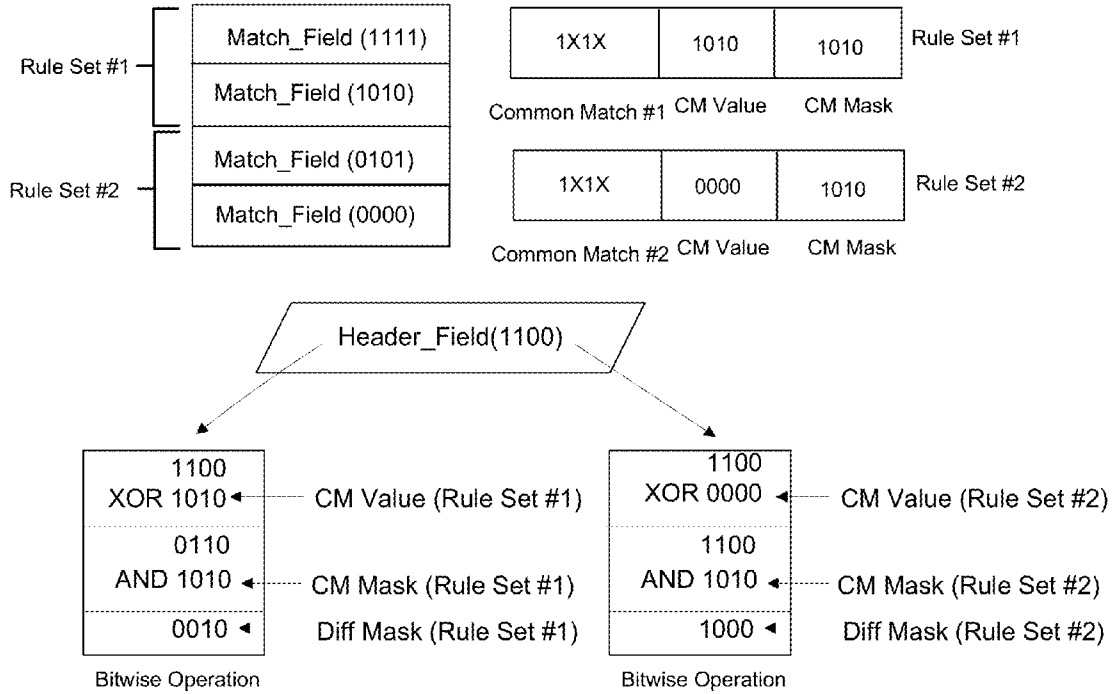 Rule Set #1
Match_Field (1111)
Match_Field (1010)
Rule Set #2
Match_Field (0101)
Match_Field (0000)
1X1X 1010 1010 Rule Set #1
Common Match #1 CM Value CM Mask
1X1X 0000 1010 Rule Set #2
Common Match #2 CM Value CM Mask
Header_Field(1100)
1100
XOR 1010 CM Value (Rule Set #1)
0110
AND 1010 CM Mask (Rule Set #1)
0010 Diff Mask (Rule Set #1)
Bitwise Operation
1100
XOR 0000 CM Value (Rule Set #2)
1100
AND 1010 CM Mask (Rule Set #2)
1000 Diff Mask (Rule Set #2)
Bitwise Operation